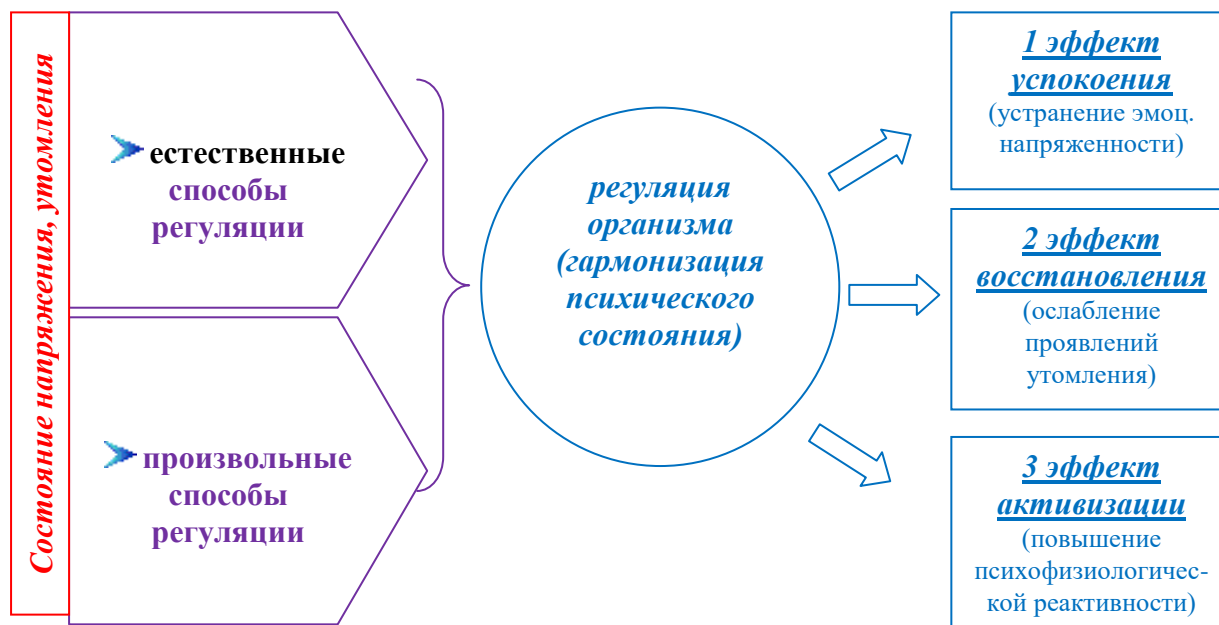 Состояние напряжения, утомления
естественные
способы
регуляции
произвольные
способы
регуляции
регуляция
организма
(гармонизация
психического
состояния)
1 эффект
успокоения
(устранение эмоц.
напряженности)
2 эффект
восстановления
(ослабление
проявлений
утомления)
3 эффект
активизации
(повышение
психофизиологичес-
кой реактивности)